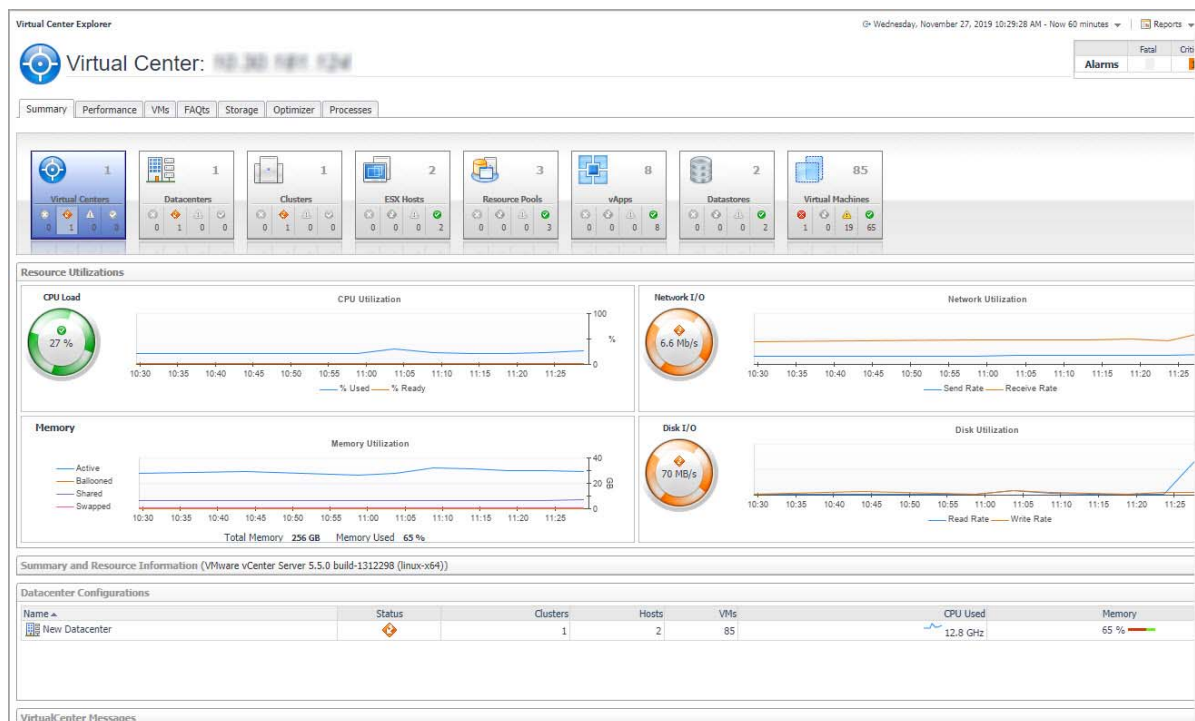 Virtual Center Explorer
Wednesday, November 27, 2019 10:29:28 AM - Now 60 minutes
Reports
Virtual Center:
Fatal Criti
Alarms
Summary Performance VMs FAQts Storage Optimizer Processes
1 1 1 2 3 8 2 85
Virtual Centers Datacenters Clusters ESX Hosts Resource Pools vApps Datastores Virtual Machines
0 1 0 0 0 1 0 0 0 1 0 0 0 0 0 2 0 0 0 3 0 0 0 8 0 0 0 2 1 0 19 65
Resource Utilizations
CPU Load
CPU Utilization
27 %
100
%
0
10:30 10:35 10:40 10:45 10:50 10:55 11:00 11:05 11:10 11:15 11:20 11:25
% Used % Ready
Network I/O
Network Utilization
6.6 Mb/s
10:30 10:35 10:40 10:45 10:50 10:55 11:00 11:05 11:10 11:15 11:20 11:25
Send Rate Receive Rate
Memory
Memory Utilization
Active
Ballooned
Shared
Swapped
40
20
GB
0
10:30 10:35 10:40 10:45 10:50 10:55 11:00 11:05 11:10 11:15 11:20 11:25
Total Memory 256 GB Memory Used 65 %
Disk I/O
Disk Utilization
70 MB/s
10:30 10:35 10:40 10:45 10:50 10:55 11:00 11:05 11:10 11:15 11:20 11:25
Read Rate Write Rate
Summary and Resource Information (VMware vCenter Server 5.5.0 build-1312298 (linux-x64))
Datacenter Configurations
Name Status Clusters Hosts VMs CPU Used Memory
New Datacenter 1 2 85 12.8 GHz 65 %
VirtualCenter Messages